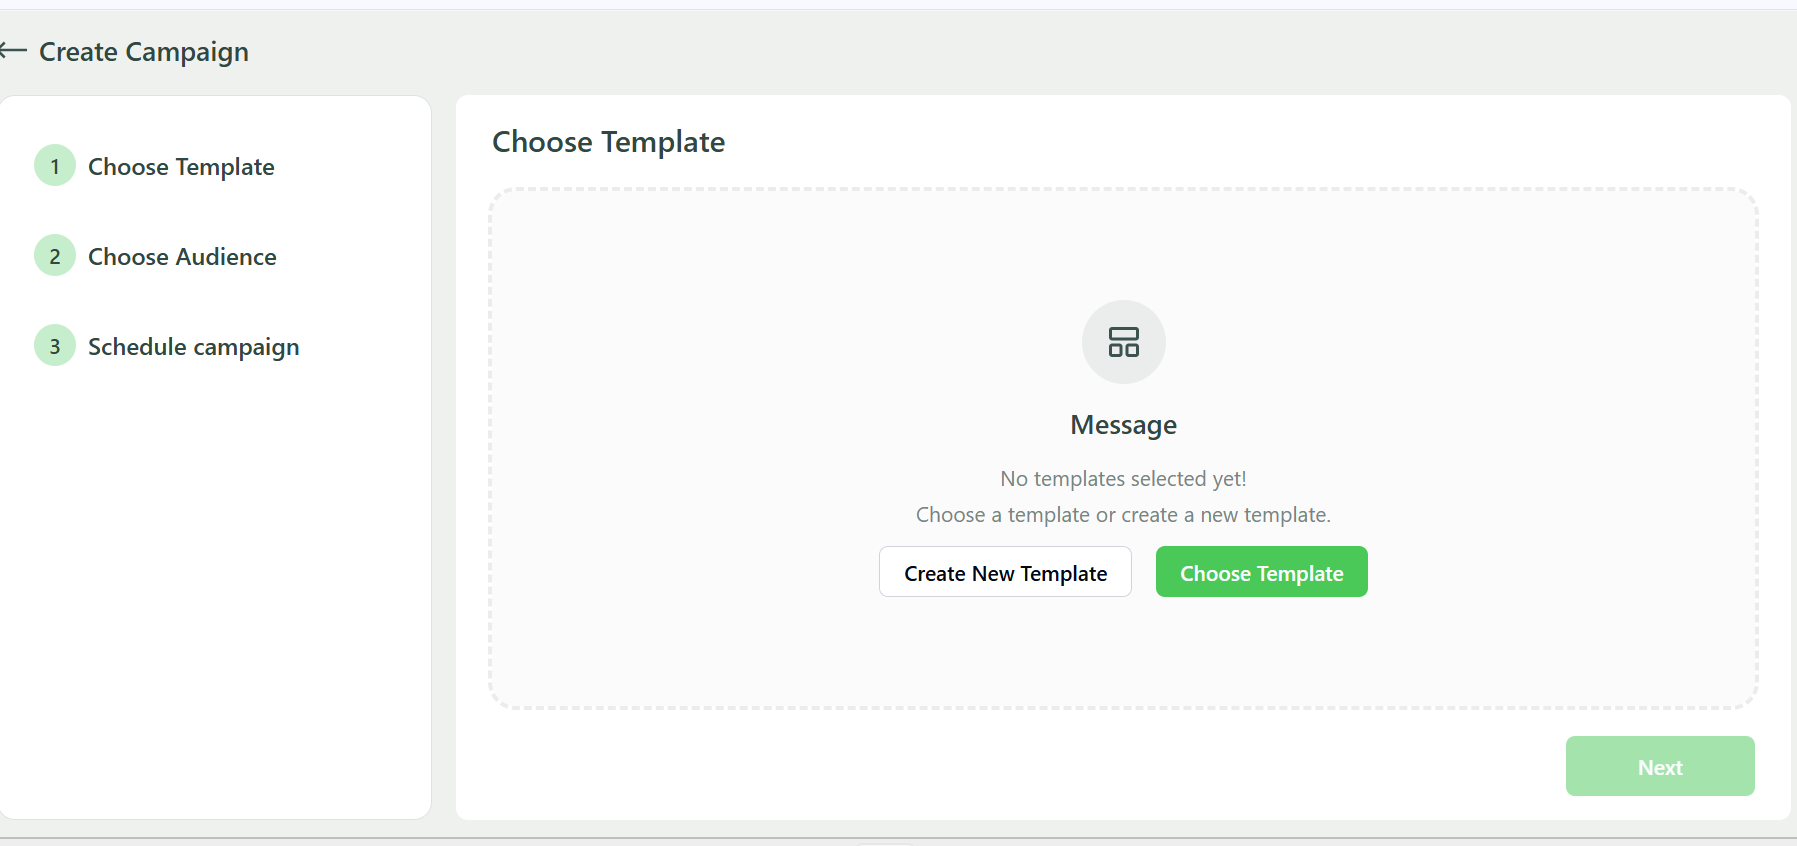 Create Campaign
1 Choose Template
2 Choose Audience
3 Schedule campaign
Choose Template
Message
No templates selected yet!
Choose a template or create a new template.
Create New Template
Choose Template
Next